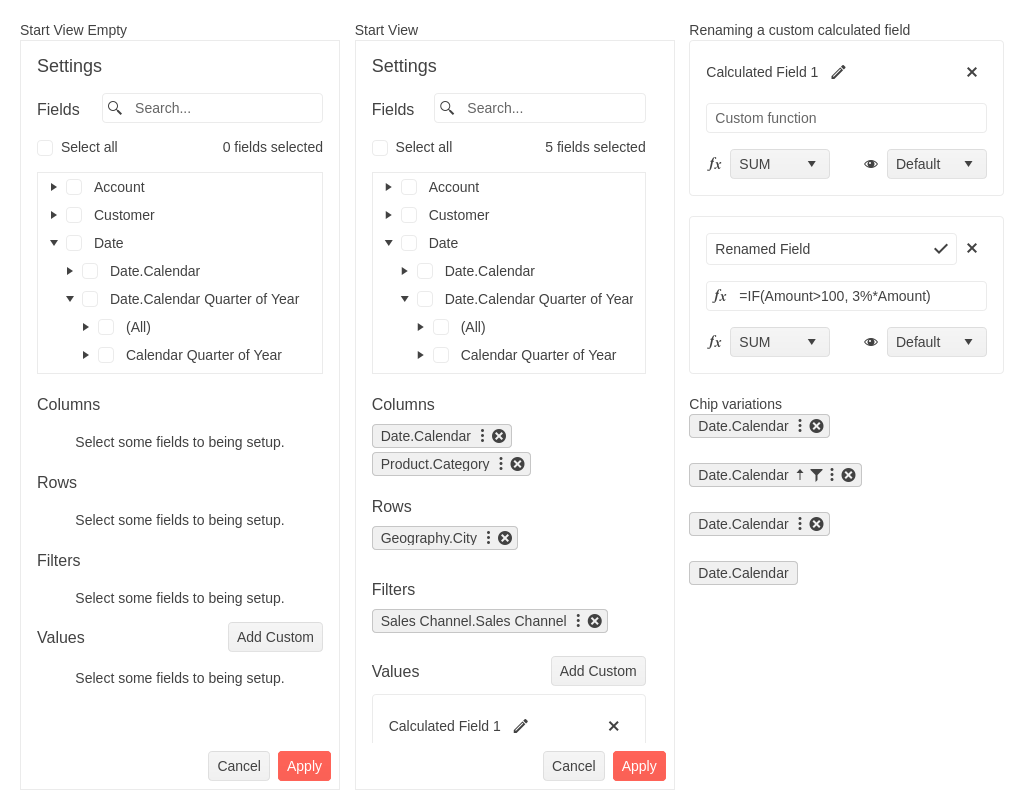 Start View Empty
Settings
Fields
Search...
Select all
0 fields selected
Account
Customer
Date
Date.Calendar
Date.Calendar Quarter of Year
(All)
Calendar Quarter of Year
Columns
Select some fields to being setup.
Rows
Select some fields to being setup.
Filters
Select some fields to being setup.
Values
Add Custom
Select some fields to being setup.
Cancel
Apply
Start View
Settings
Fields
Search...
Select all
5 fields selected
Account
Customer
Date
Date.Calendar
Date.Calendar Quarter of Year
(All)
Calendar Quarter of Year
Columns
Date.Calendar
Product.Category
Rows
Geography.City
Filters
Sales Channel.Sales Channel
Values
Add Custom
Calculated Field 1
Cancel
Apply
Renaming a custom calculated field
Calculated Field 1
Custom function
fx SUM
Default
Renamed Field
fx =IF(Amount>100, 3%*Amount)
fx SUM
Default
Chip variations
Date.Calendar
Date.Calendar
Date.Calendar
Date.Calendar